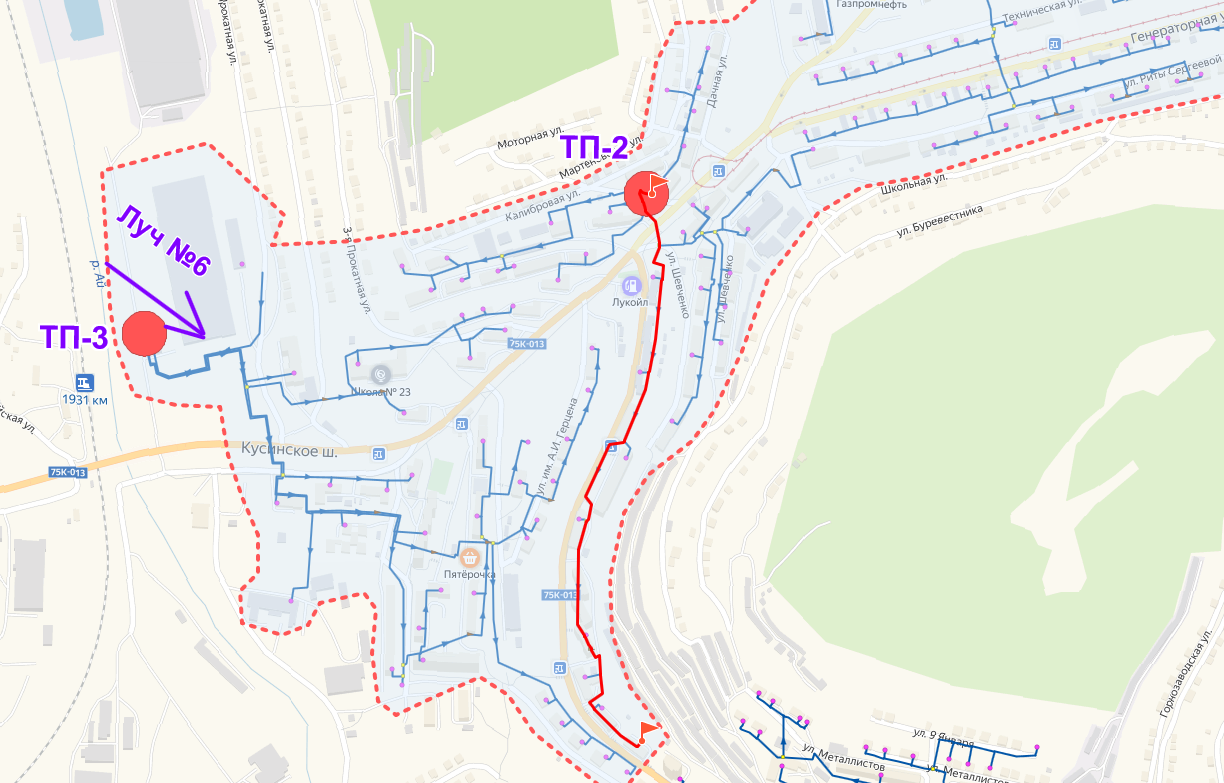 Газпромнефть
Техническая ул.
Генераторная у
Прокатная ул.
катная ул.
Дачная ул.
ул. Риты Сергеевой
Моторная ул.
ТП-2
Школьная ул.
Калибровая ул.
ул. Буревестника
Луч №6
3-я Прокатная ул.
р. Ай
ул. Шевченко
ул. Шевченко
Лукойл
ТП-3
75К-013
1931 км
Школа № 23
йская ул.
Кусинское ш.
ул. им. А.И. Герцена
75К-013
Пятёрочка
75К-013
Горнозаводская ул.
ул. 9 Января
ул. Металлистов
ул. Металлистов